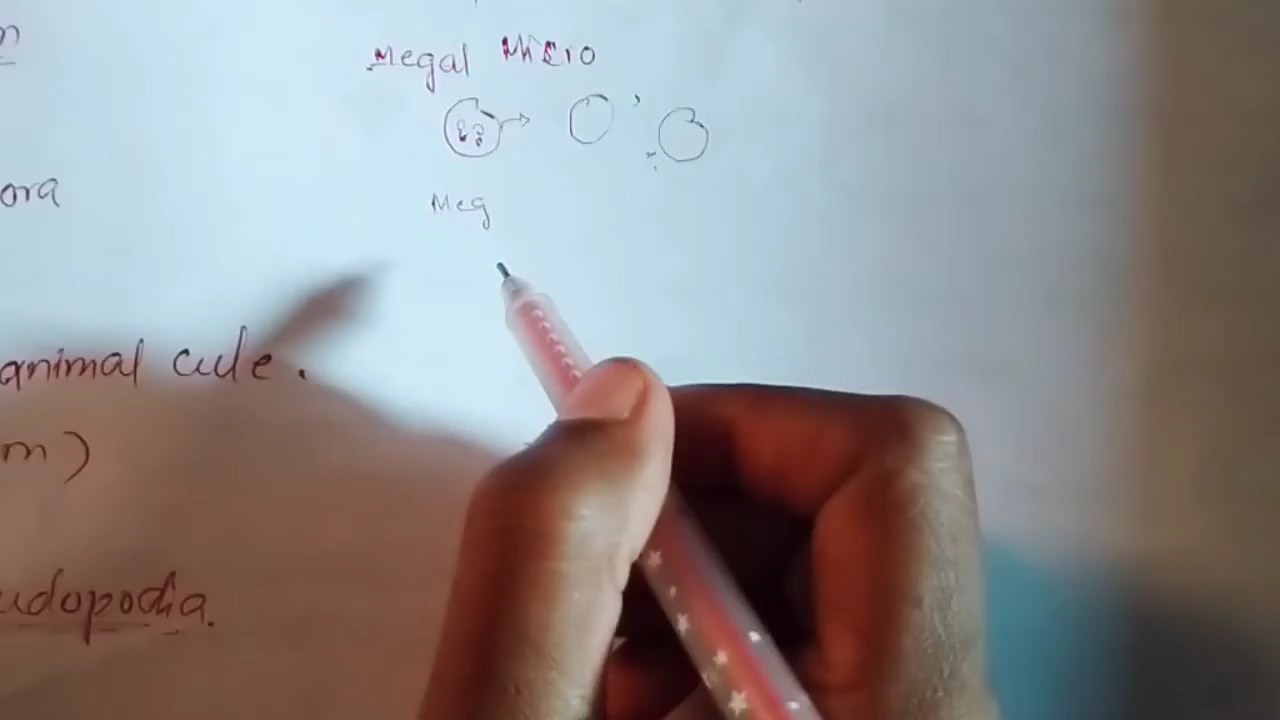 n
Megal Micro
ora
Meg
animal cule.
m)
udopodia.